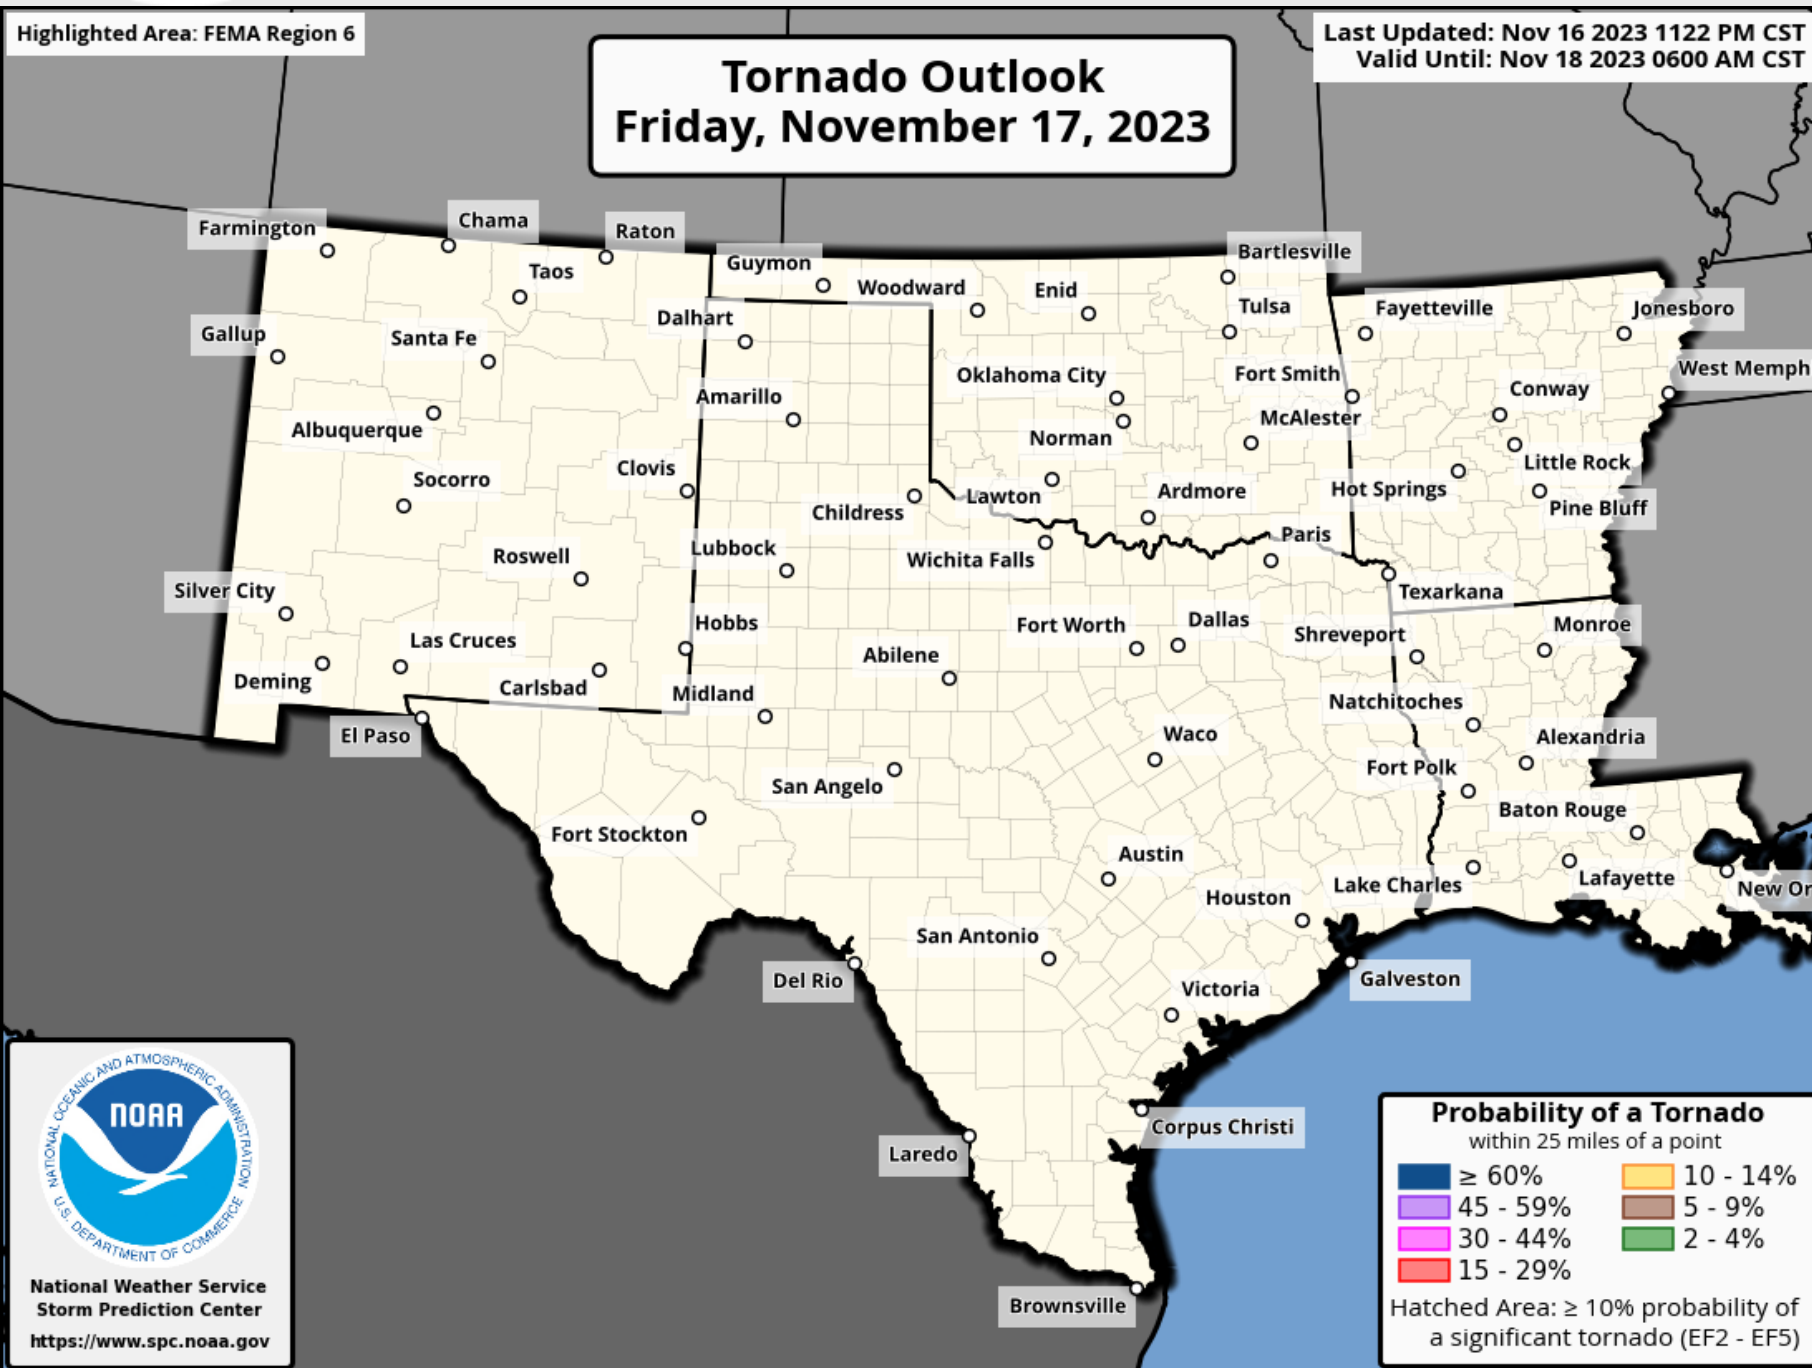 Highlighted Area: FEMA Region 6
Last Updated: Nov 16 2023 1122 PM CST
Valid Until: Nov 18 2023 0600 AM CST
Tornado Outlook
Friday, November 17, 2023
Farmington
Chama
Raton
Taos
Guymon
Woodward
Enid
Bartlesville
Tulsa
Fayetteville
Jonesboro
Gallup
Santa Fe
Dalhart
Oklahoma City
Fort Smith
Conway
West Memph
Albuquerque
Amarillo
Norman
McAlester
Little Rock
Socorro
Clovis
Childress
Lawton
Ardmore
Hot Springs
Pine Bluff
Roswell
Lubbock
Wichita Falls
Paris
Texarkana
Silver City
Las Cruces
Hobbs
Abilene
Fort Worth
Dallas
Shreveport
Monroe
Deming
Carlsbad
Midland
Natchitoches
El Paso
Waco
Alexandria
San Angelo
Fort Polk
Fort Stockton
Baton Rouge
Austin
Houston
Lake Charles
Lafayette
New Or
San Antonio
Del Rio
Galveston
Victoria
Corpus Christi
Laredo
Brownsville
NATIONAL OCEANIC AND ATMOSPHERIC ADMINISTRATION
NOAA
U.S. DEPARTMENT OF COMMERCE
National Weather Service
Storm Prediction Center
https://www.spc.noaa.gov
Probability of a Tornado
within 25 miles of a point
≥ 60%
45 - 59%
30 - 44%
15 - 29%
10 - 14%
5 - 9%
2 - 4%
Hatched Area: ≥ 10% probability of
a significant tornado (EF2 - EF5)